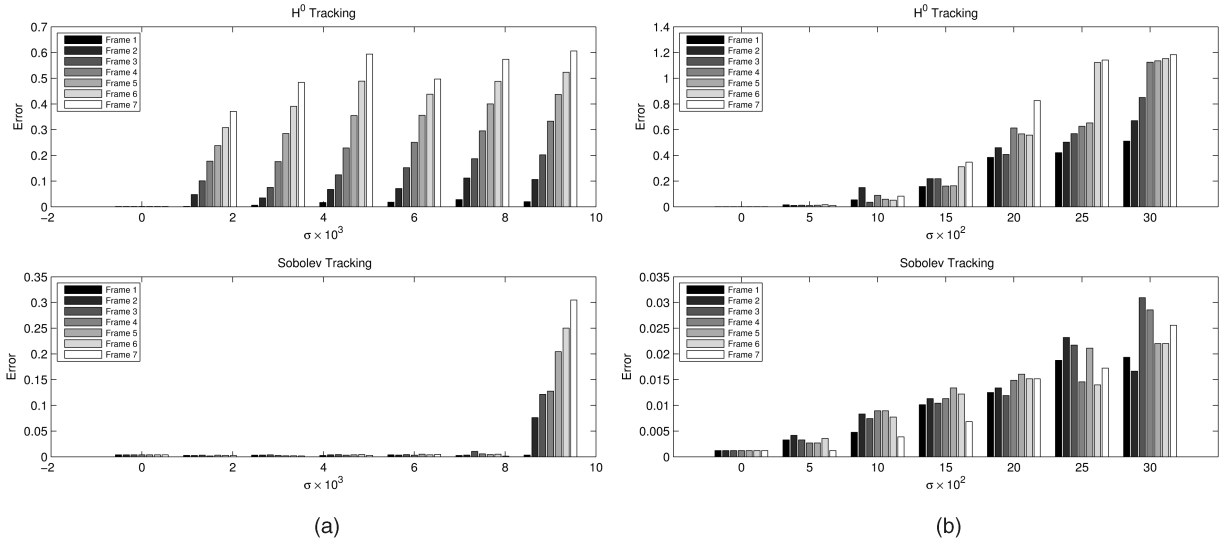 H⁰ Tracking
0.7
0.6
0.5
0.4
0.3
0.2
0.1
0
Error
Frame 1
Frame 2
Frame 3
Frame 4
Frame 5
Frame 6
Frame 7
−2 0 2 4 6 8 10
σ × 10³
Sobolev Tracking
0.35
0.3
0.25
0.2
0.15
0.1
0.05
0
Error
Frame 1
Frame 2
Frame 3
Frame 4
Frame 5
Frame 6
Frame 7
−2 0 2 4 6 8 10
σ × 10³
(a)
H⁰ Tracking
1.4
1.2
1
0.8
0.6
0.4
0.2
0
Error
Frame 1
Frame 2
Frame 3
Frame 4
Frame 5
Frame 6
Frame 7
0 5 10 15 20 25 30
σ × 10²
Sobolev Tracking
0.035
0.03
0.025
0.02
0.015
0.01
0.005
0
Error
Frame 1
Frame 2
Frame 3
Frame 4
Frame 5
Frame 6
Frame 7
0 5 10 15 20 25 30
σ × 10²
(b)